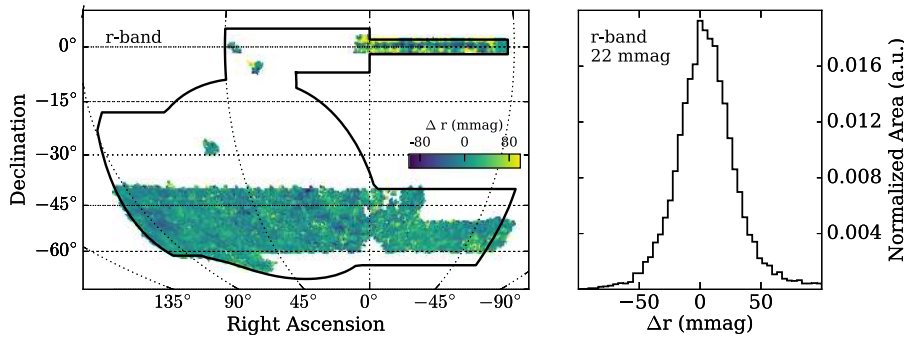 r-band
0°
−15°
−30°
−45°
−60°
Declination
Δ r (mmag)
-80 0 80
135° 90° 45° 0° −45° −90°
Right Ascension
r-band
22 mmag
0.016
0.012
0.008
0.004
Normalized Area (a.u.)
−50 0 50
Δr (mmag)